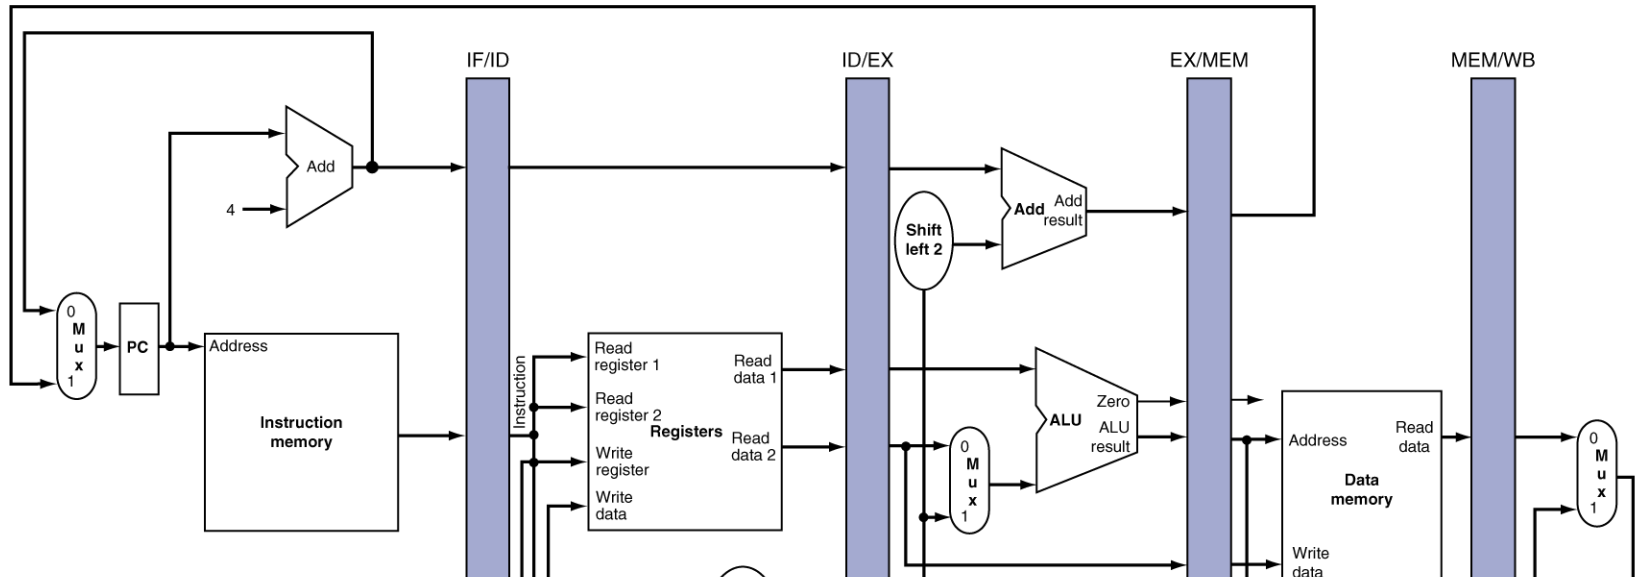 IF/ID
ID/EX
EX/MEM
MEM/WB
Add
4
Add
Add
result
Shift
left 2
0
M
u
x
1
PC
Address
Instruction
memory
Instruction
Read
register 1
Read
register 2
Write
register
Write
data
Registers
Read
data 1
Read
data 2
0
M
u
x
1
ALU
Zero
ALU
result
Address
Read
data
Data
memory
Write
data
0
M
u
x
1